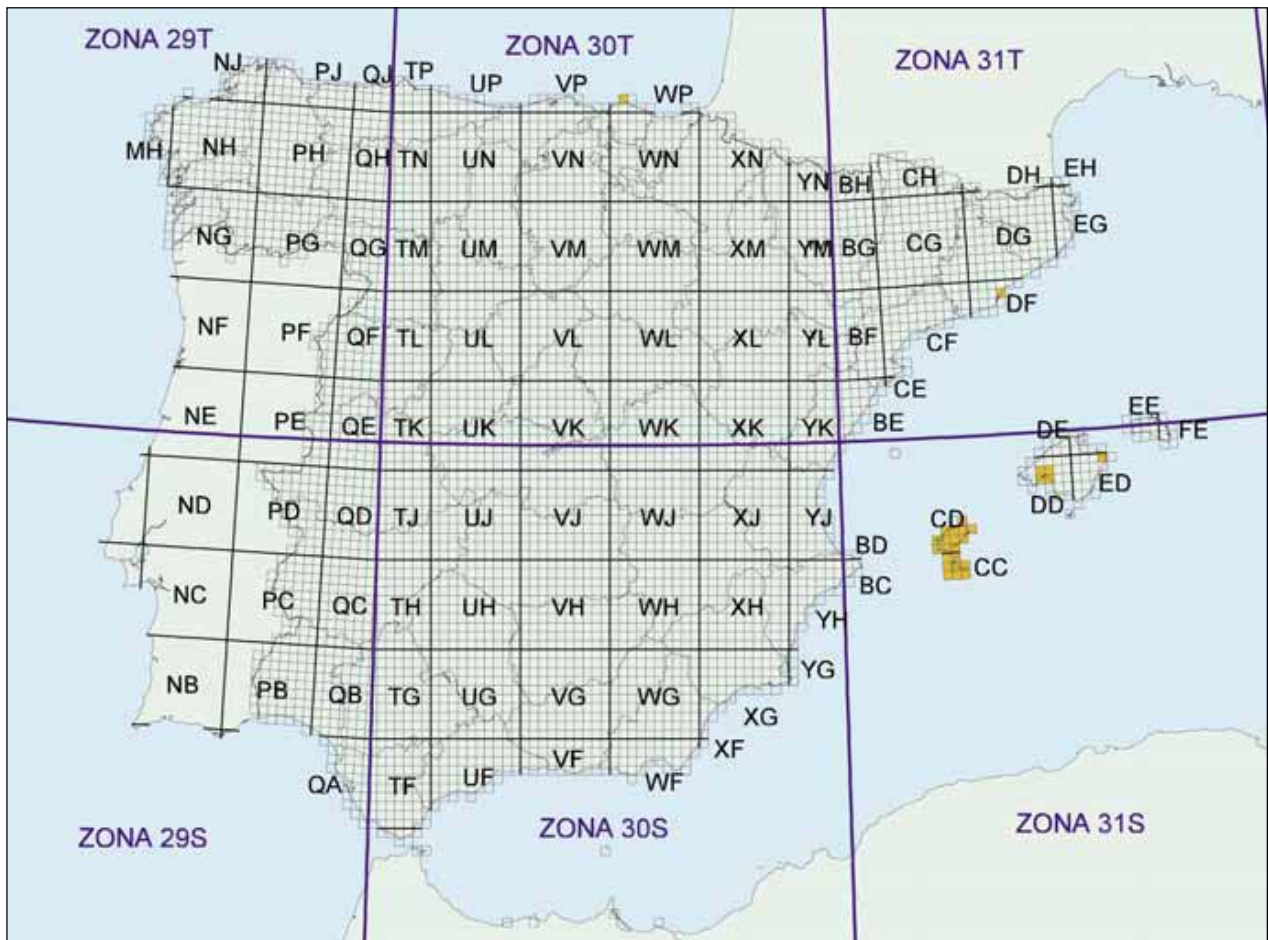 ZONA 29T
ZONA 30T
ZONA 31T
NJ PJ QJ TP UP VP WP
MH NH PH QH TN UN VN WN XN YN BH CH DH EH
NG PG QG TM UM VM WM XM YM BG CG DG EG
NF PF QF TL UL VL WL XL YL BF CF DF
NE PE QE TK UK VK WK XK YK BE CE DE EE FE
ND PD QD TJ UJ VJ WJ XJ YJ BD CD DD ED
NC PC QC TH UH VH WH XH YH BC CC
NB PB QB TG UG VG WG XG YG
QA TF UF VF WF XF
ZONA 29S
ZONA 30S
ZONA 31S